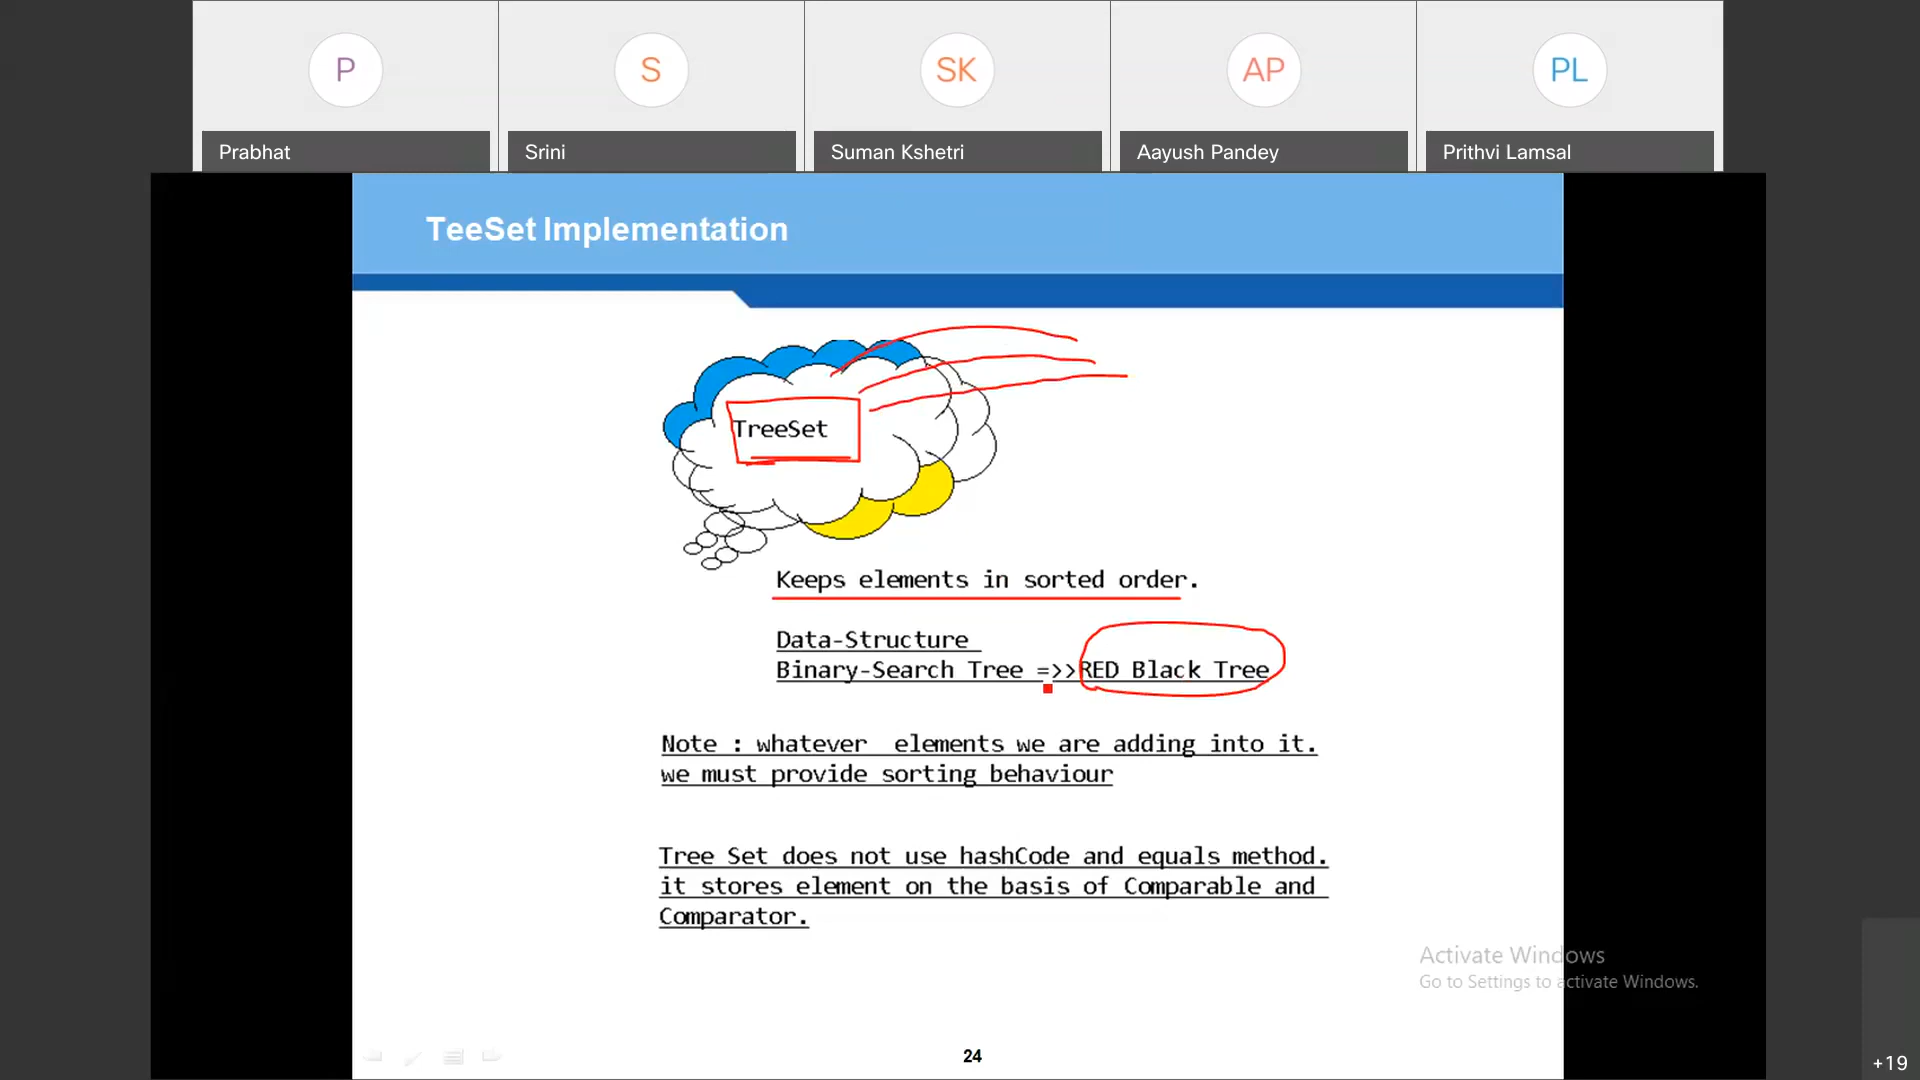 P
S
SK
AP
PL
Prabhat
Srini
Suman Kshetri
Aayush Pandey
Prithvi Lamsal
TeeSet Implementation
TreeSet
Keeps elements in sorted order.
Data-Structure
Binary-Search Tree =>>RED Black Tree
Note : whatever  elements we are adding into it.
we must provide sorting behaviour
Tree Set does not use hashCode and equals method.
it stores element on the basis of Comparable and
Comparator.
Activate Windows
Go to Settings to activate Windows.
24
+19